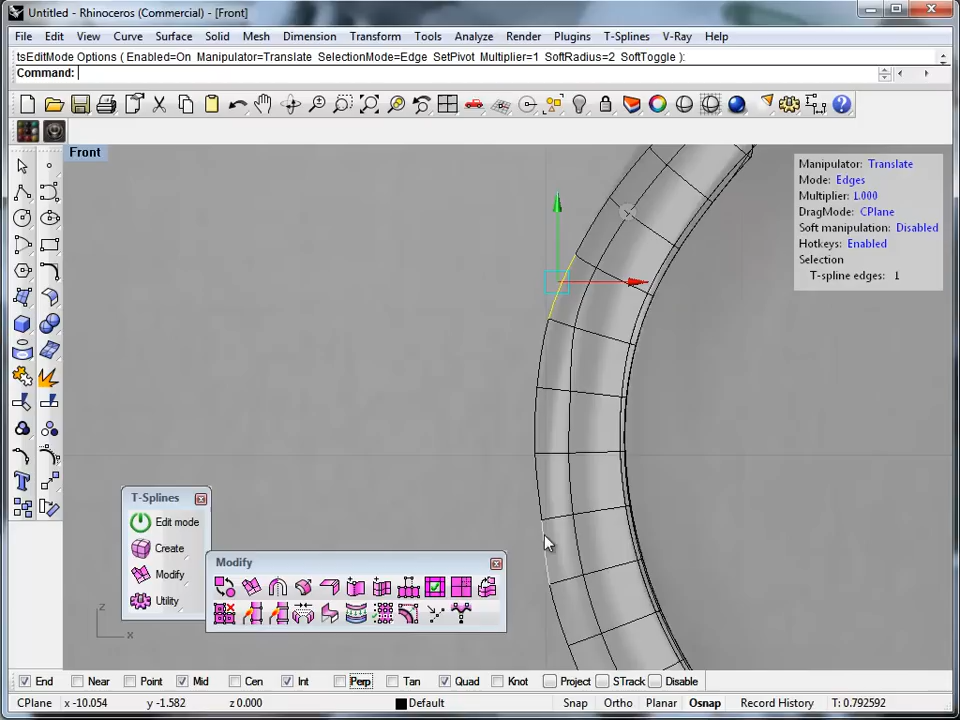 Untitled - Rhinoceros (Commercial) - [Front]
File Edit View Curve Surface Solid Mesh Dimension Transform Tools Analyze Render Plugins T-Splines V-Ray Help
tsEditMode Options ( Enabled=On Manipulator=Translate SelectionMode=Edge SetPivot Multiplier=1 SoftRadius=2 SoftToggle ):
Command:
Front
Manipulator: Translate
Mode: Edges
Multiplier: 1.000
DragMode: CPlane
Soft manipulation: Disabled
Hotkeys: Enabled
Selection
T-spline edges: 1
T-Splines
Edit mode
Create
Modify
Utility
Modify
z
x
End Near Point Mid Cen Int Perp Tan Quad Knot Project STrack Disable
CPlane x -10.054 y -1.582 z 0.000 Default Snap Ortho Planar Osnap Record History T: 0.792592